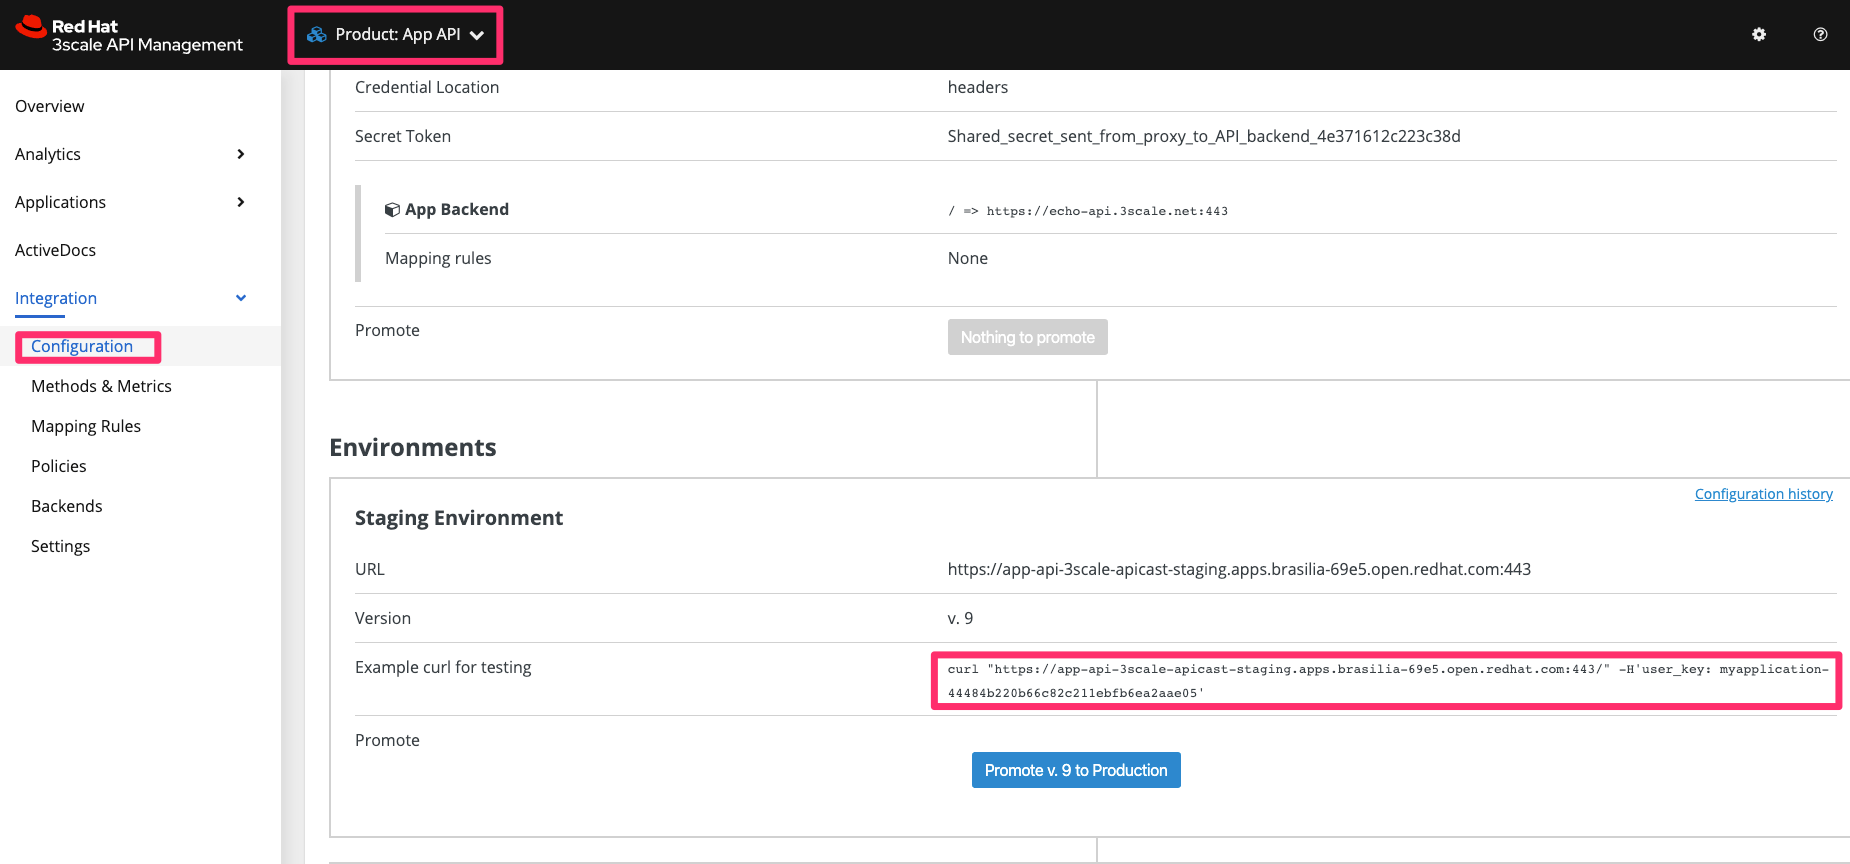 Red Hat
3scale API Management
Product: App API
Overview
Analytics
Applications
ActiveDocs
Integration
Configuration
Methods & Metrics
Mapping Rules
Policies
Backends
Settings
Credential Location headers
Secret Token Shared_secret_sent_from_proxy_to_API_backend_4e371612c223c38d
App Backend / => https://echo-api.3scale.net:443
Mapping rules None
Promote Nothing to promote
Environments
Configuration history
Staging Environment
URL https://app-api-3scale-apicast-staging.apps.brasilia-69e5.open.redhat.com:443
Version v. 9
Example curl for testing curl "https://app-api-3scale-apicast-staging.apps.brasilia-69e5.open.redhat.com:443/" -H'user_key: myapplication-
44484b220b66c82c211ebfb6ea2aae05'
Promote
Promote v. 9 to Production